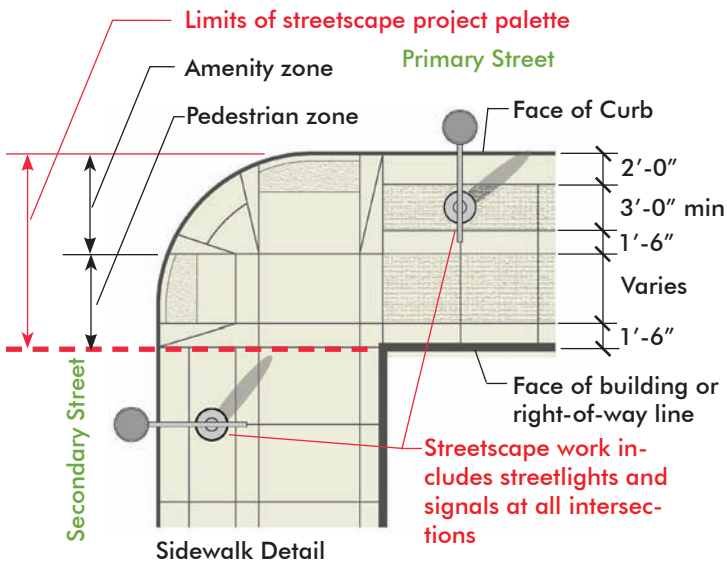 Limits of streetscape project palette
Primary Street
Amenity zone
Pedestrian zone
Face of Curb
2’-0”
3’-0” min
1’-6”
Varies
1’-6”
Secondary Street
Face of building or
right-of-way line
Streetscape work in-
cludes streetlights and
signals at all intersec-
tions
Sidewalk Detail